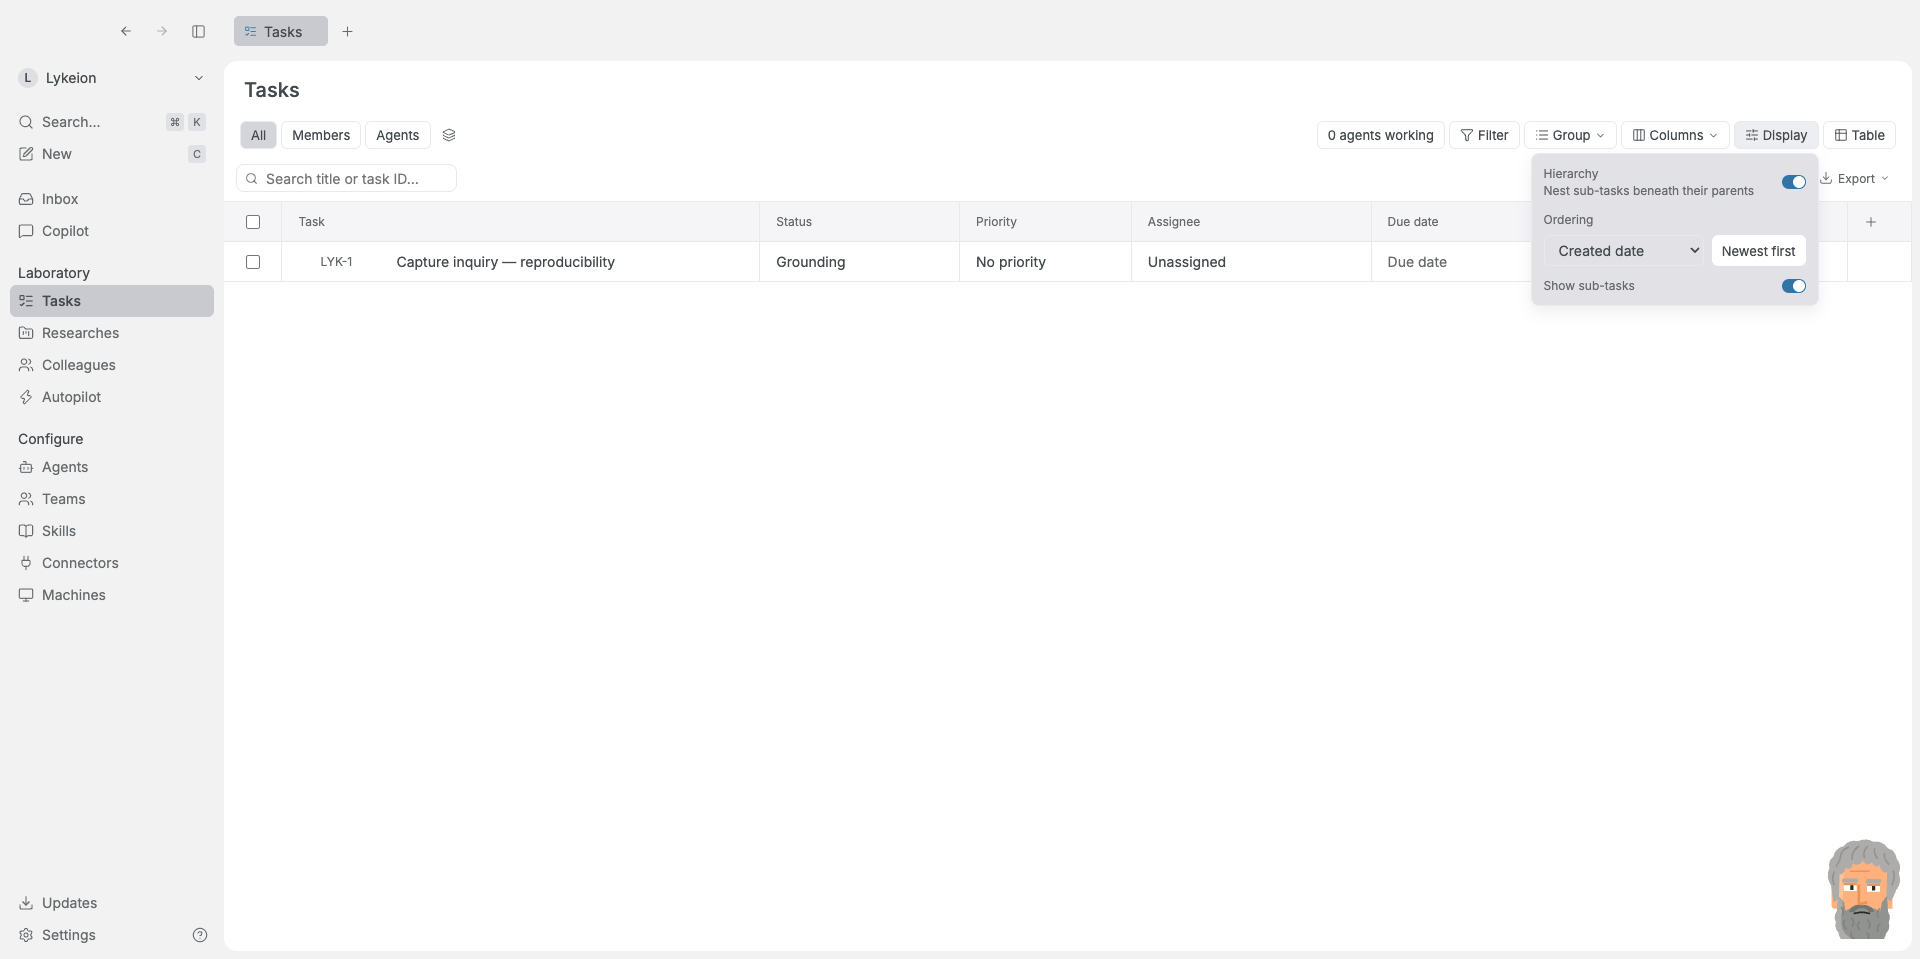 Tasks
L Lykeion
Search... ⌘ K
New C
Inbox
Copilot
Laboratory
Tasks
Researches
Colleagues
Autopilot
Configure
Agents
Teams
Skills
Connectors
Machines
Updates
Settings
Tasks
All Members Agents
0 agents working Filter Group Columns Display Table
Search title or task ID...
Export
Hierarchy
Nest sub-tasks beneath their parents
Ordering
Created date Newest first
Show sub-tasks
Task Status Priority Assignee Due date
LYK-1 Capture inquiry — reproducibility Grounding No priority Unassigned Due date